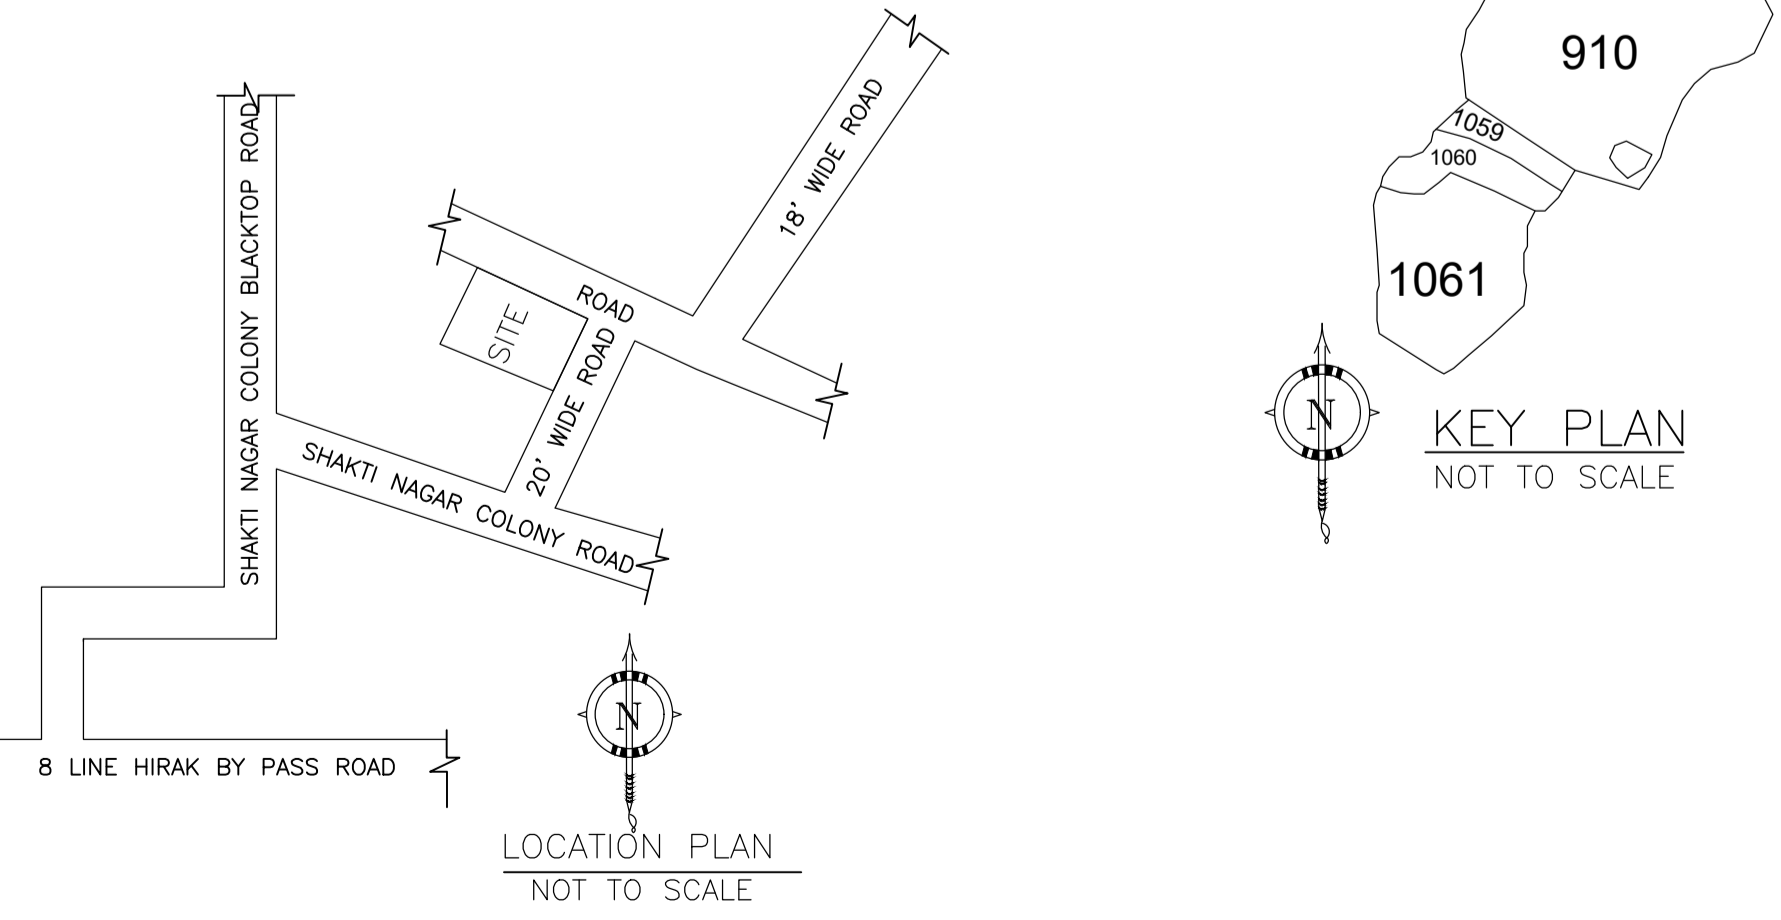 SHAKTI NAGAR COLONY BLACKTOP ROAD
18' WIDE ROAD
ROAD
SITE
20' WIDE ROAD
SHAKTI NAGAR COLONY ROAD
8 LINE HIRAK BY PASS ROAD
N
LOCATION PLAN
NOT TO SCALE
910
1059
1060
1061
N
KEY PLAN
NOT TO SCALE